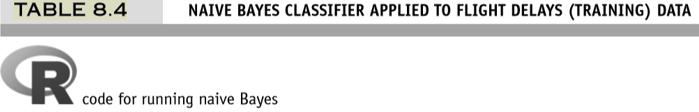 TABLE 8.4 NAIVE BAYES CLASSIFIER APPLIED TO FLIGHT DELAYS (TRAINING) DATA
R code for running naive Bayes